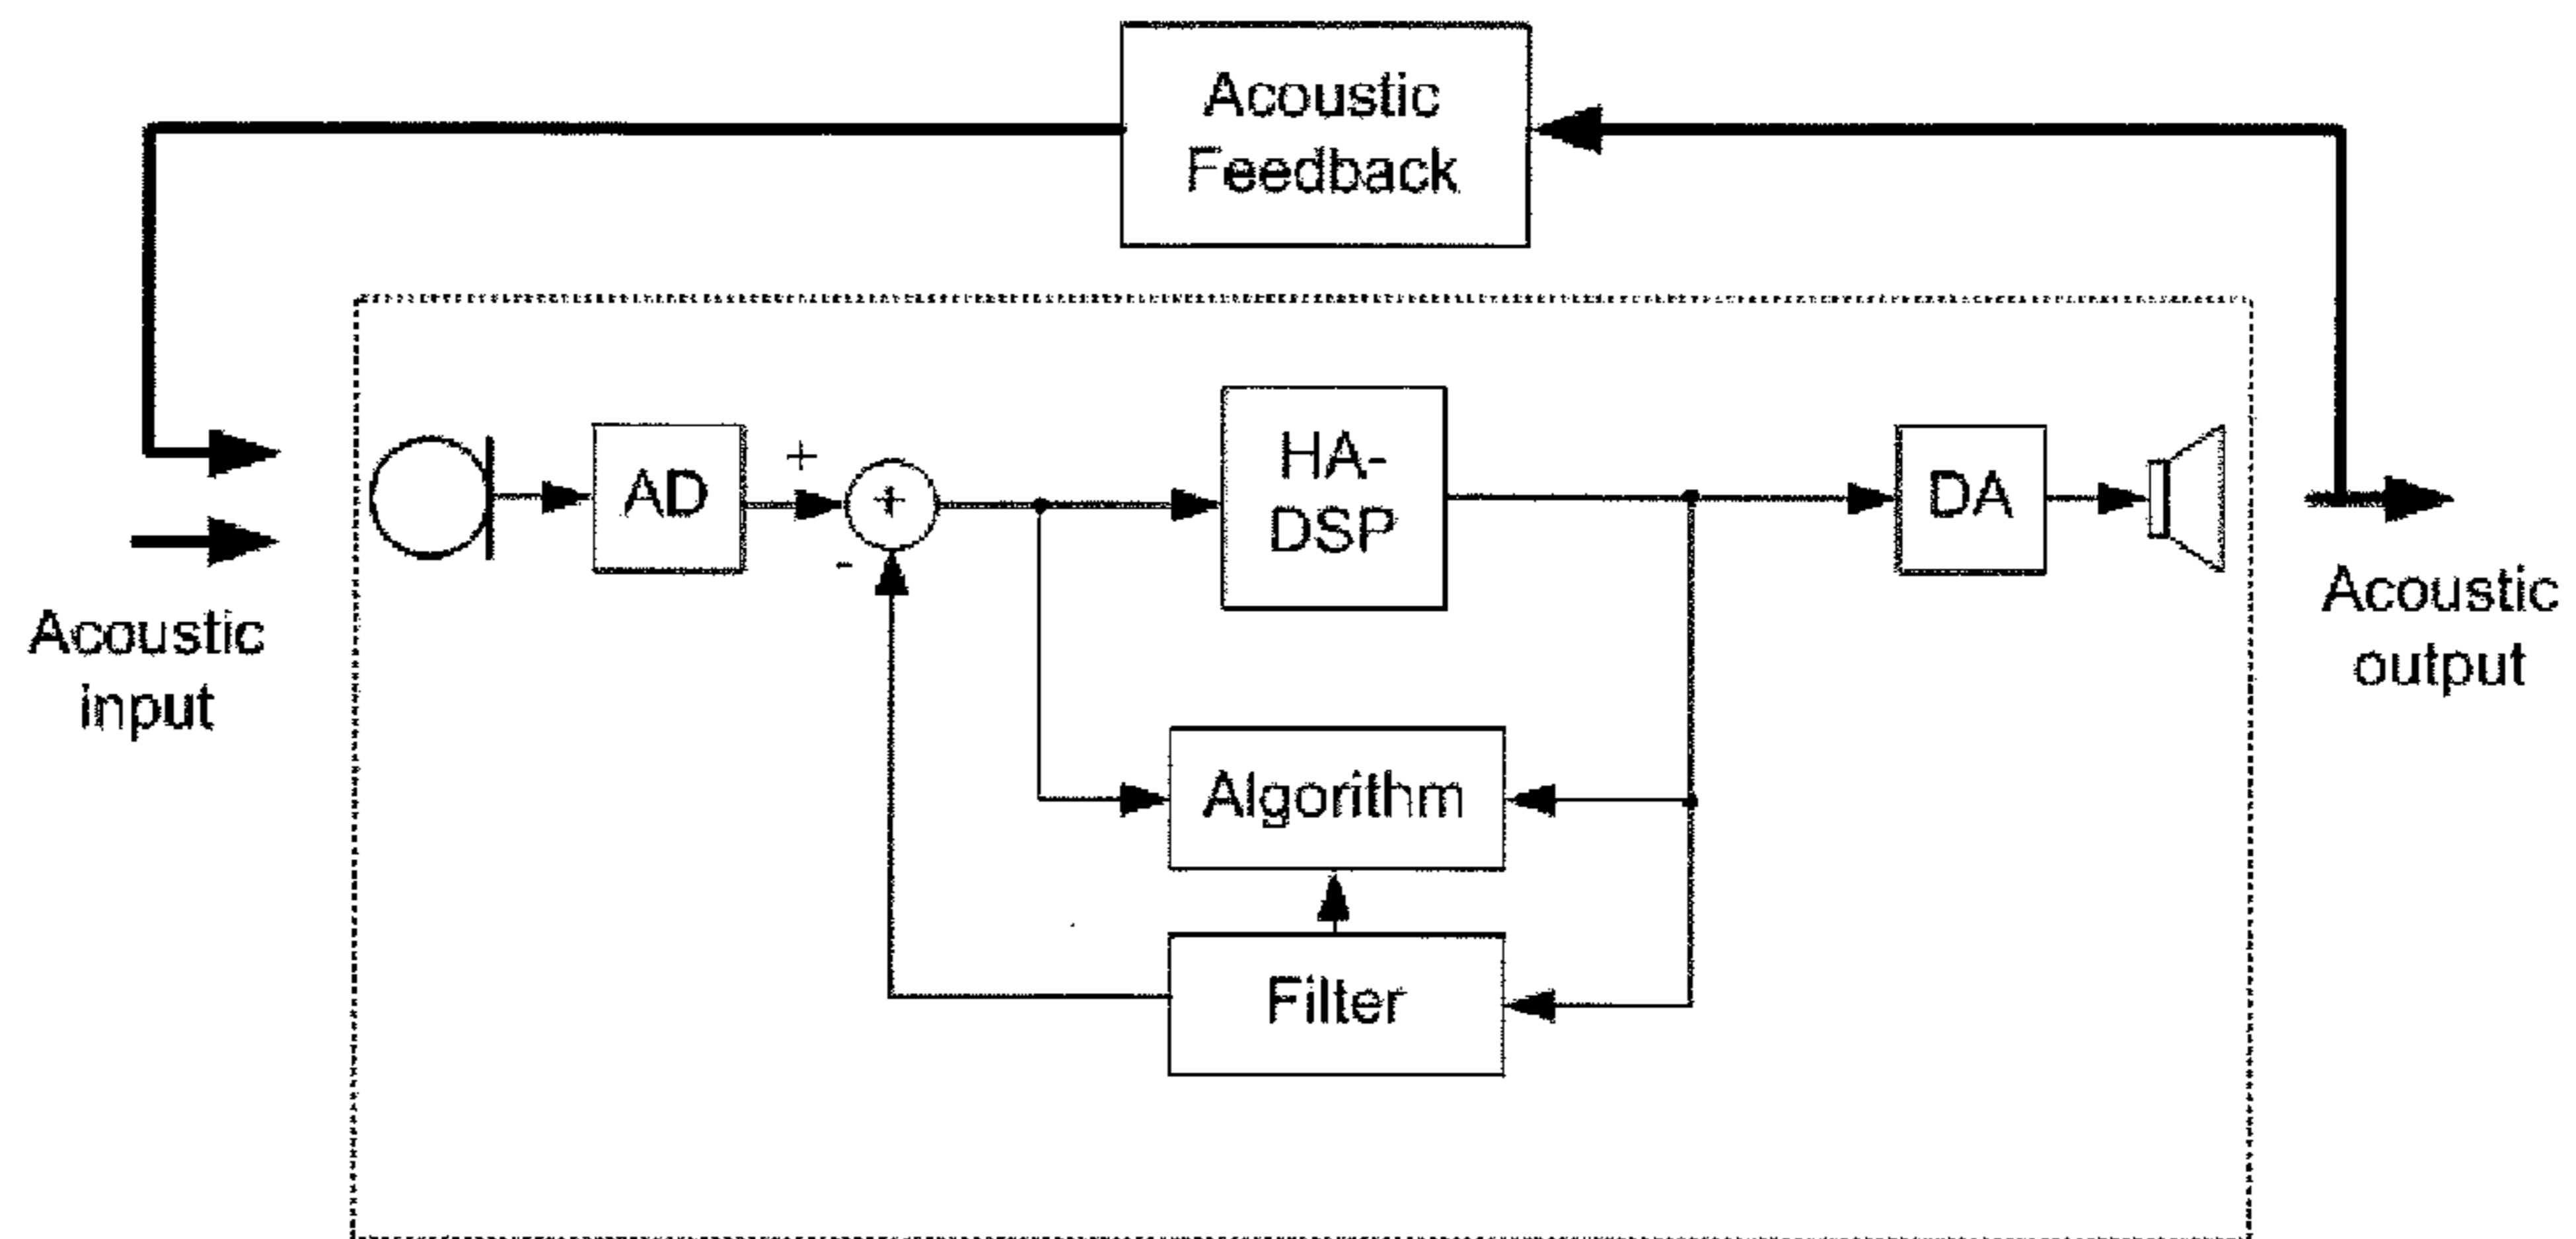 Acoustic
Feedback
AD
+
+
-
HA-
DSP
DA
Acoustic
input
Acoustic
output
Algorithm
Filter